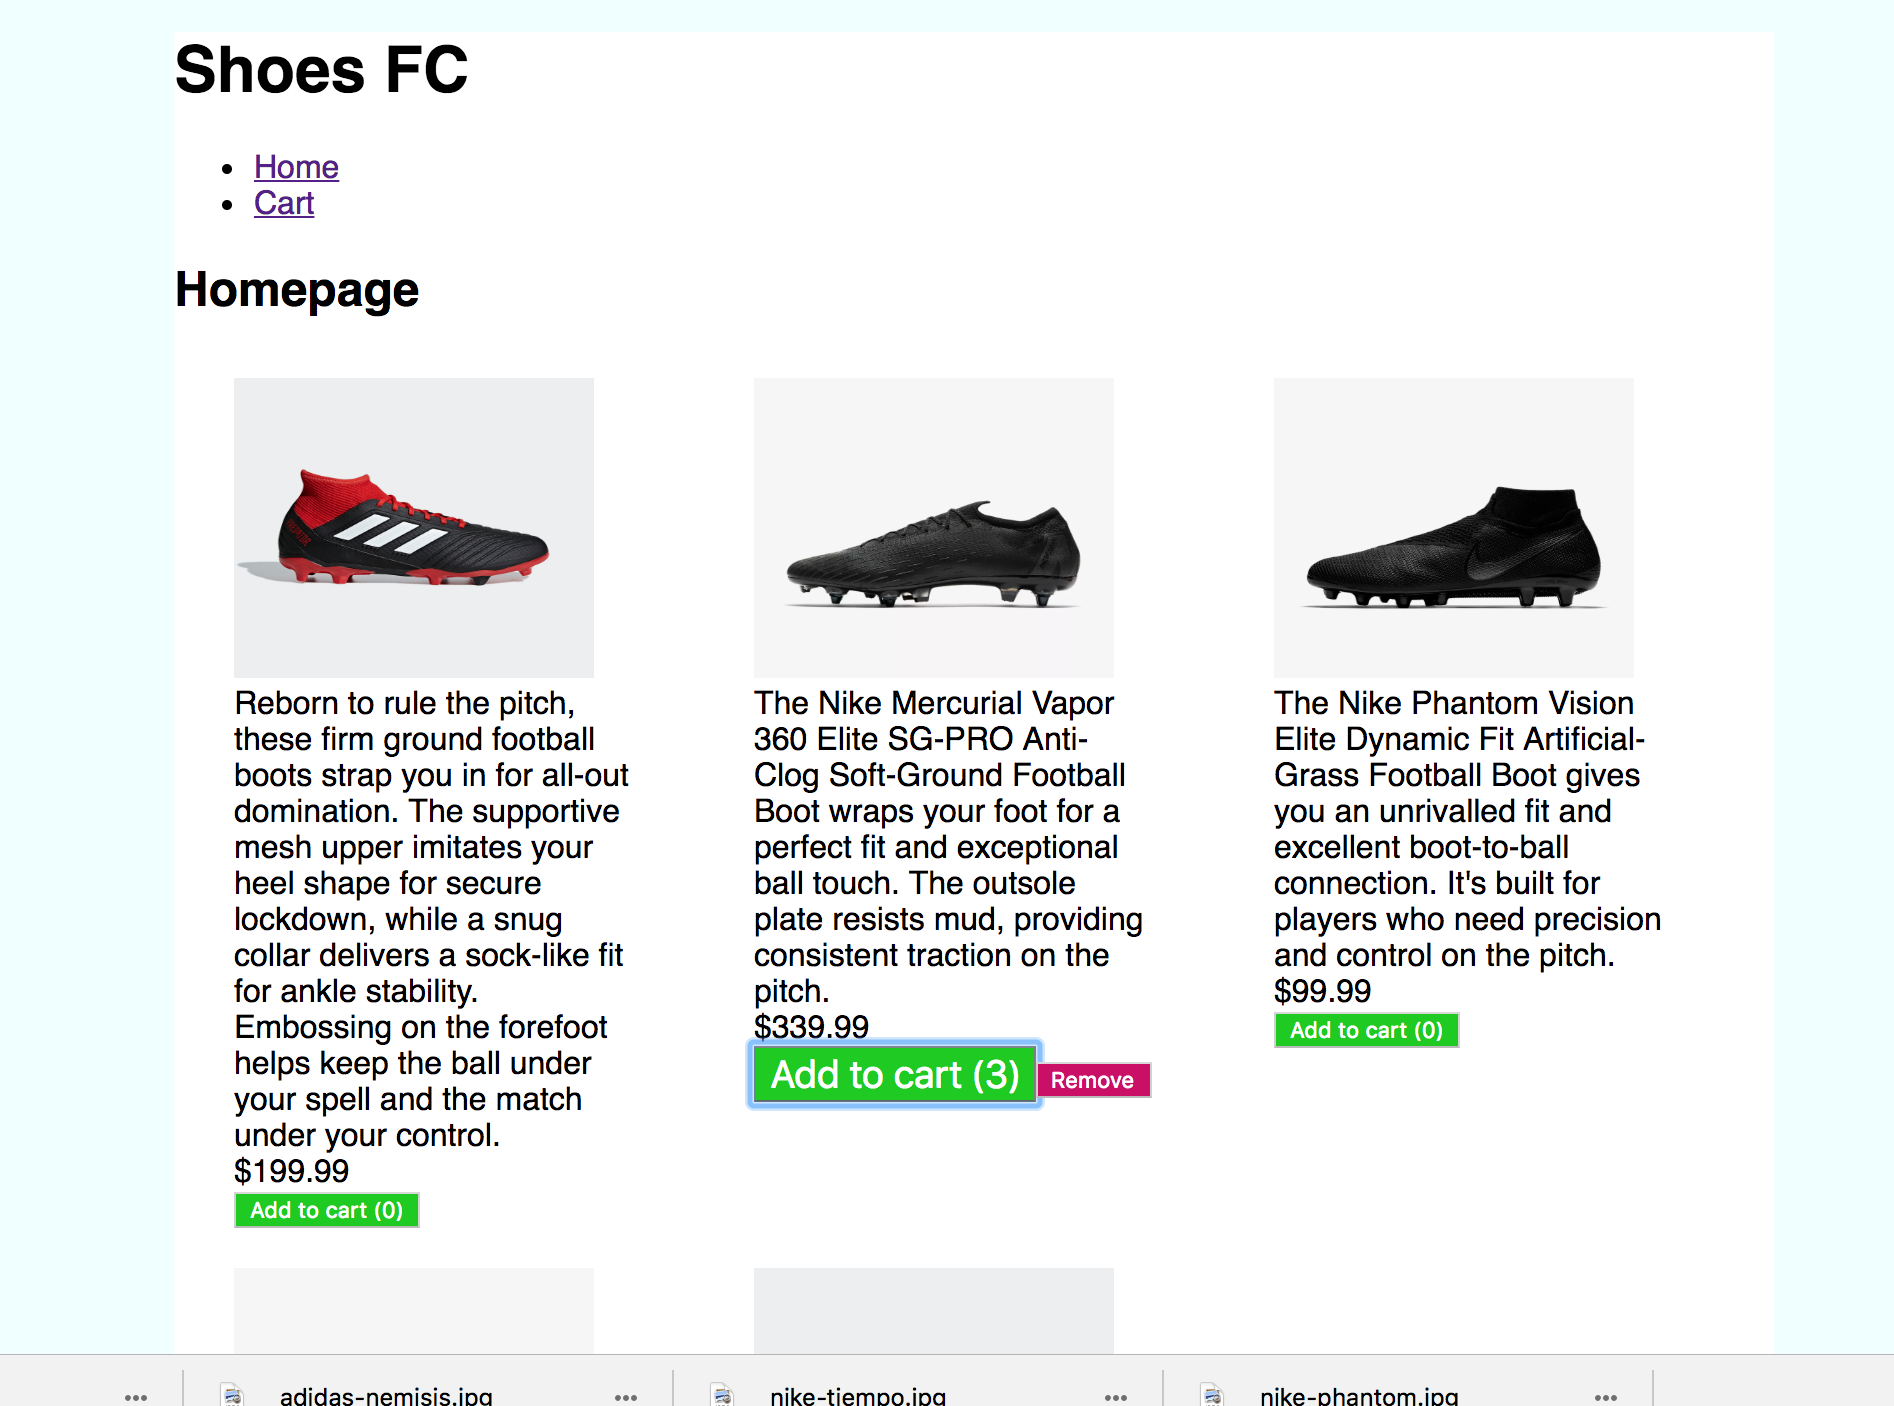 Shoes FC
Home
Cart
Homepage
Reborn to rule the pitch,
these firm ground football
boots strap you in for all-out
domination. The supportive
mesh upper imitates your
heel shape for secure
lockdown, while a snug
collar delivers a sock-like fit
for ankle stability.
Embossing on the forefoot
helps keep the ball under
your spell and the match
under your control.
$199.99
Add to cart (0)
The Nike Mercurial Vapor
360 Elite SG-PRO Anti-
Clog Soft-Ground Football
Boot wraps your foot for a
perfect fit and exceptional
ball touch. The outsole
plate resists mud, providing
consistent traction on the
pitch.
$339.99
Add to cart (3)
Remove
The Nike Phantom Vision
Elite Dynamic Fit Artificial-
Grass Football Boot gives
you an unrivalled fit and
excellent boot-to-ball
connection. It's built for
players who need precision
and control on the pitch.
$99.99
Add to cart (0)
adidas-nemisis.jpg
nike-tiempo.jpg
nike-phantom.jpg